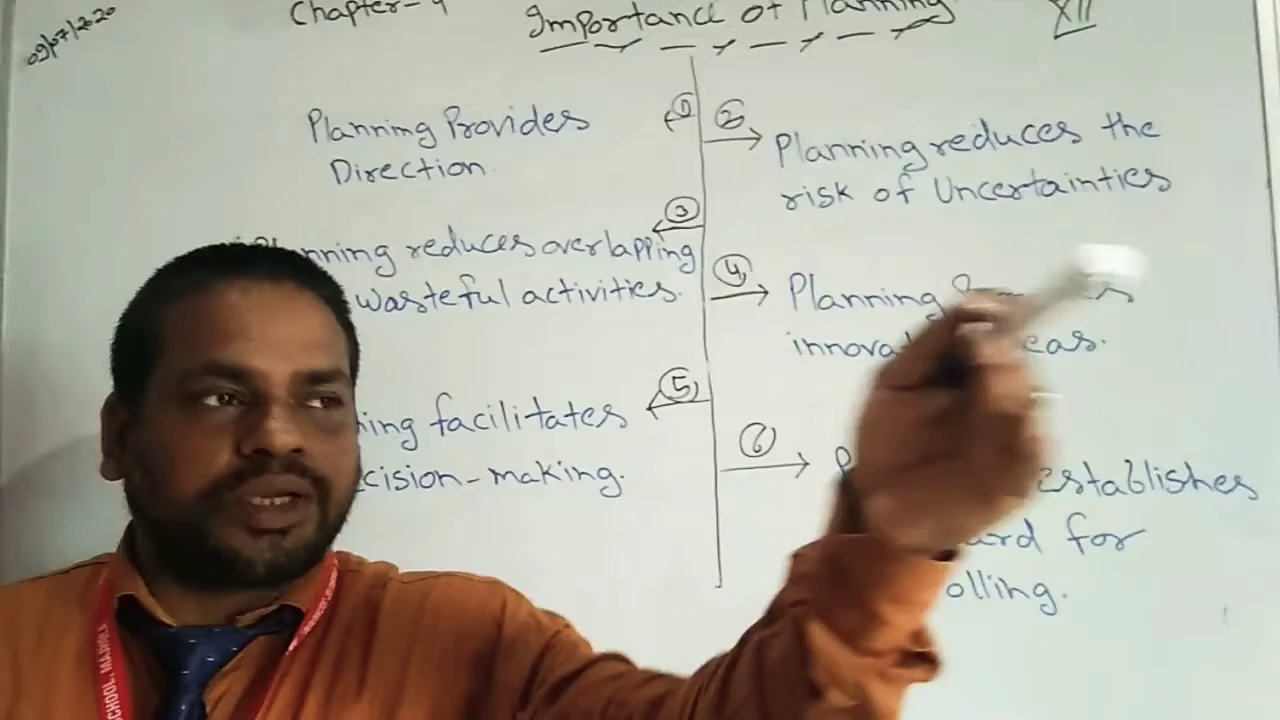 09/07/2020
Chapter-4
Importance of Planning
XII
① Planning Provides
Direction.
② Planning reduces the
risk of Uncertainties
③ nning reduces overlapping
wasteful activities.
④ Planning
innova eas.
⑤ ing facilitates
cision-making.
⑥ establishes
ard for
olling.
SCHOOL,